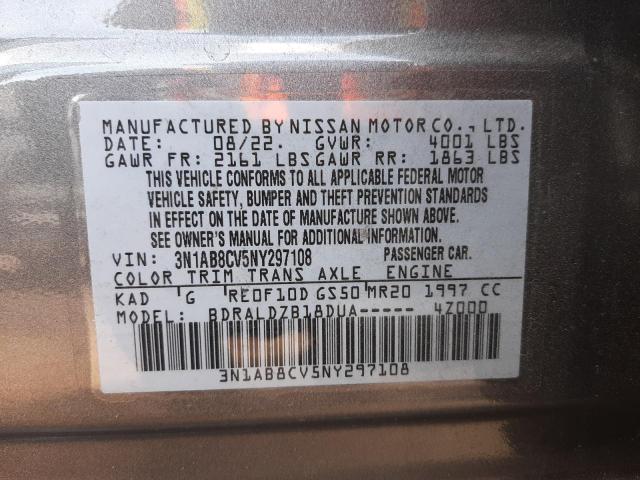 MANUFACTURED BY NISSAN MOTOR CO., LTD.
DATE: 08/22. GVWR: 4001 LBS
GAWR FR: 2161 LBS GAWR RR: 1863 LBS
THIS VEHICLE CONFORMS TO ALL APPLICABLE FEDERAL MOTOR
VEHICLE SAFETY, BUMPER AND THEFT PREVENTION STANDARDS
IN EFFECT ON THE DATE OF MANUFACTURE SHOWN ABOVE.
SEE OWNER'S MANUAL FOR ADDITIONAL INFORMATION.
VIN: 3N1AB8CV5NY297108 PASSENGER CAR.
COLOR TRIM TRANS AXLE ENGINE
KAD G RE0F10D GS50 MR20 1997 CC
MODEL: BDRALDZB18DUA----- 4Z000
3N1AB8CV5NY297108